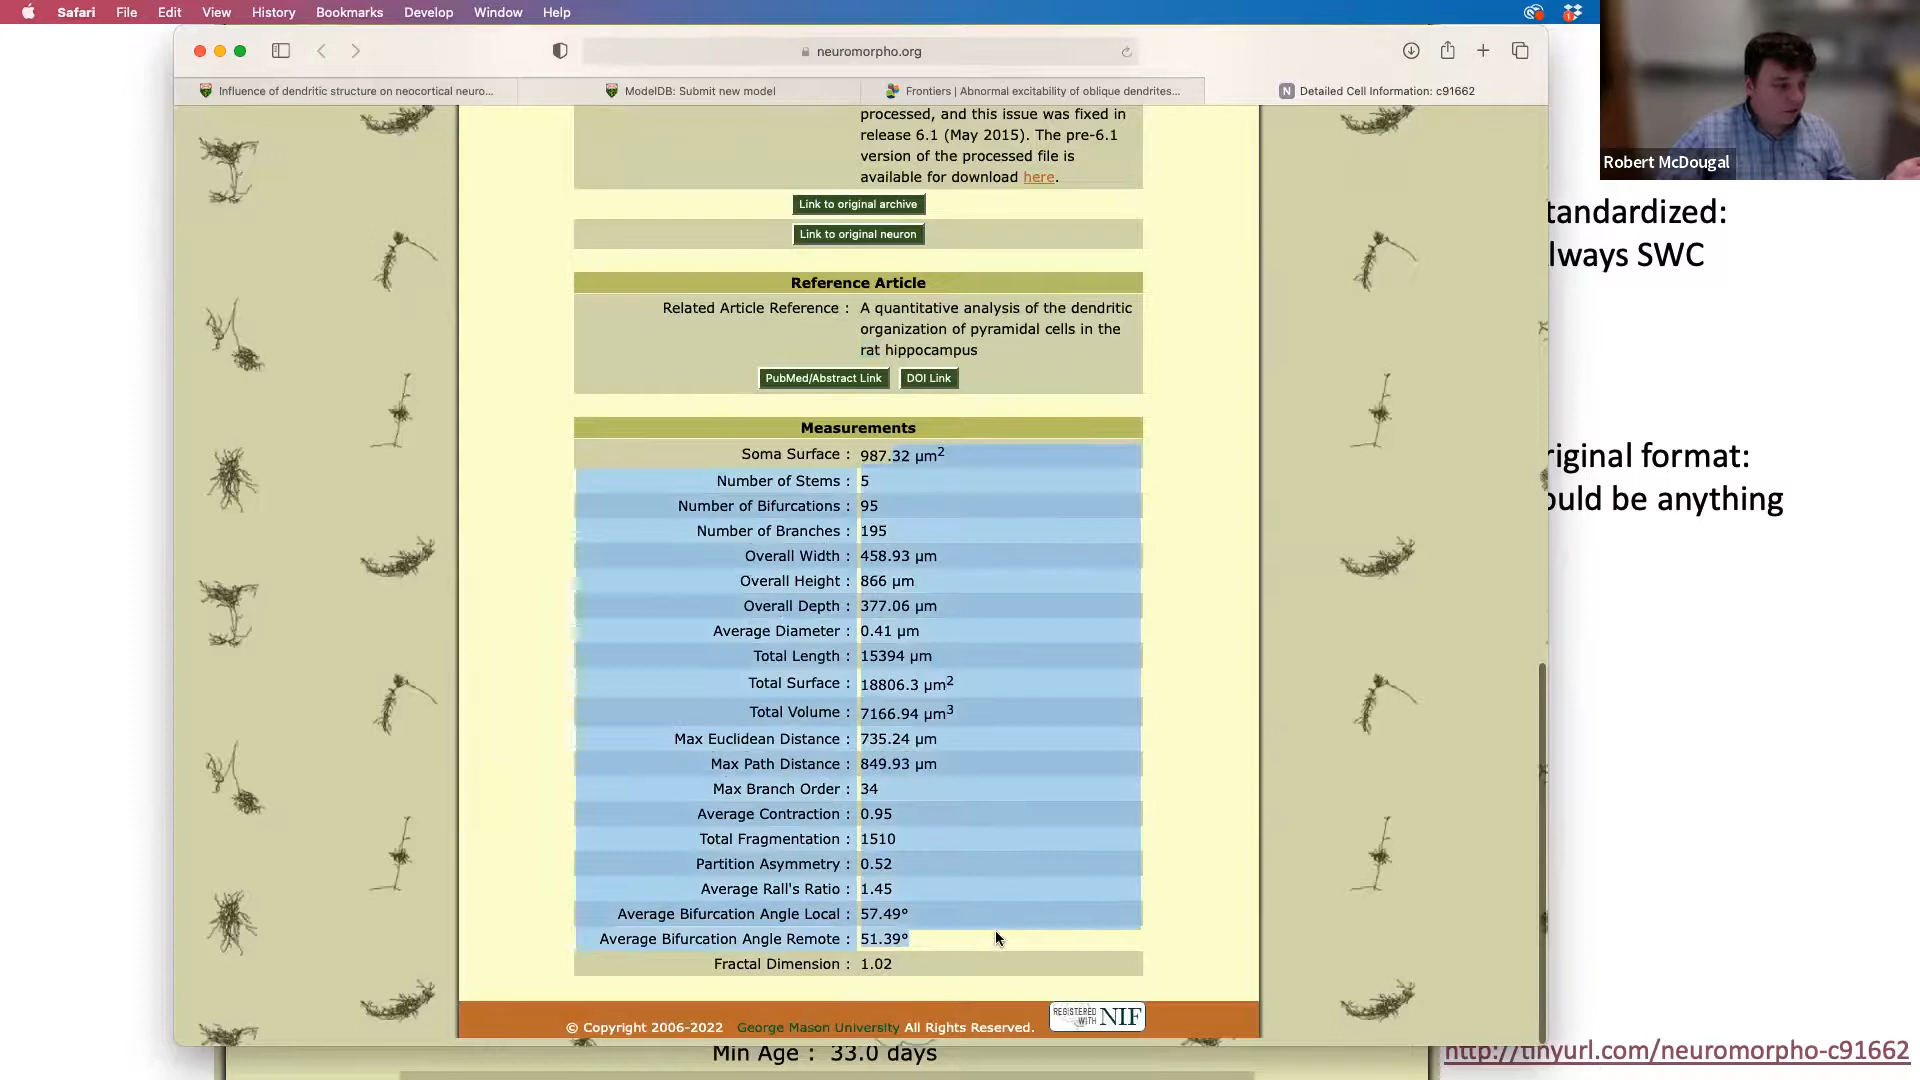 Safari File Edit View History Bookmarks Develop Window Help
neuromorpho.org
Influence of dendritic structure on neocortical neuro...
ModelDB: Submit new model
Frontiers | Abnormal excitability of oblique dendrites...
Detailed Cell Information: c91662
Robert McDougal
processed, and this issue was fixed in
release 6.1 (May 2015). The pre-6.1
version of the processed file is
available for download here.
Link to original archive
Link to original neuron
Reference Article
Related Article Reference : A quantitative analysis of the dendritic
organization of pyramidal cells in the
rat hippocampus
PubMed/Abstract Link DOI Link
Measurements
Soma Surface : 987.32 µm²
Number of Stems : 5
Number of Bifurcations : 95
Number of Branches : 195
Overall Width : 458.93 µm
Overall Height : 866 µm
Overall Depth : 377.06 µm
Average Diameter : 0.41 µm
Total Length : 15394 µm
Total Surface : 18806.3 µm²
Total Volume : 7166.94 µm³
Max Euclidean Distance : 735.24 µm
Max Path Distance : 849.93 µm
Max Branch Order : 34
Average Contraction : 0.95
Total Fragmentation : 1510
Partition Asymmetry : 0.52
Average Rall's Ratio : 1.45
Average Bifurcation Angle Local : 57.49°
Average Bifurcation Angle Remote : 51.39°
Fractal Dimension : 1.02
© Copyright 2006-2022 George Mason University All Rights Reserved.
REGISTERED WITH NIF
Min Age : 33.0 days
tandardized:
lways SWC
riginal format:
ould be anything
http://tinyurl.com/neuromorpho-c91662